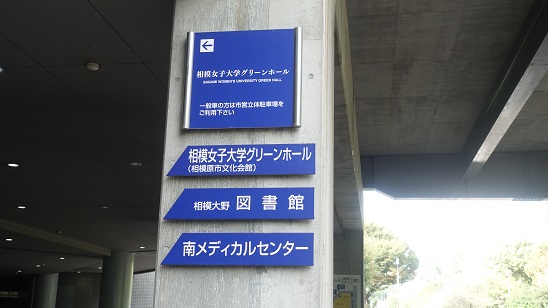 相模女子大学グリーンホール
SAGAMI WOMEN'S UNIVERSITY GREEN HALL
一般車の方は市営立体駐車場を
ご利用下さい
相模女子大学グリーンホール
(相模原市文化会館)
相模大野 図書館
南メディカルセンター